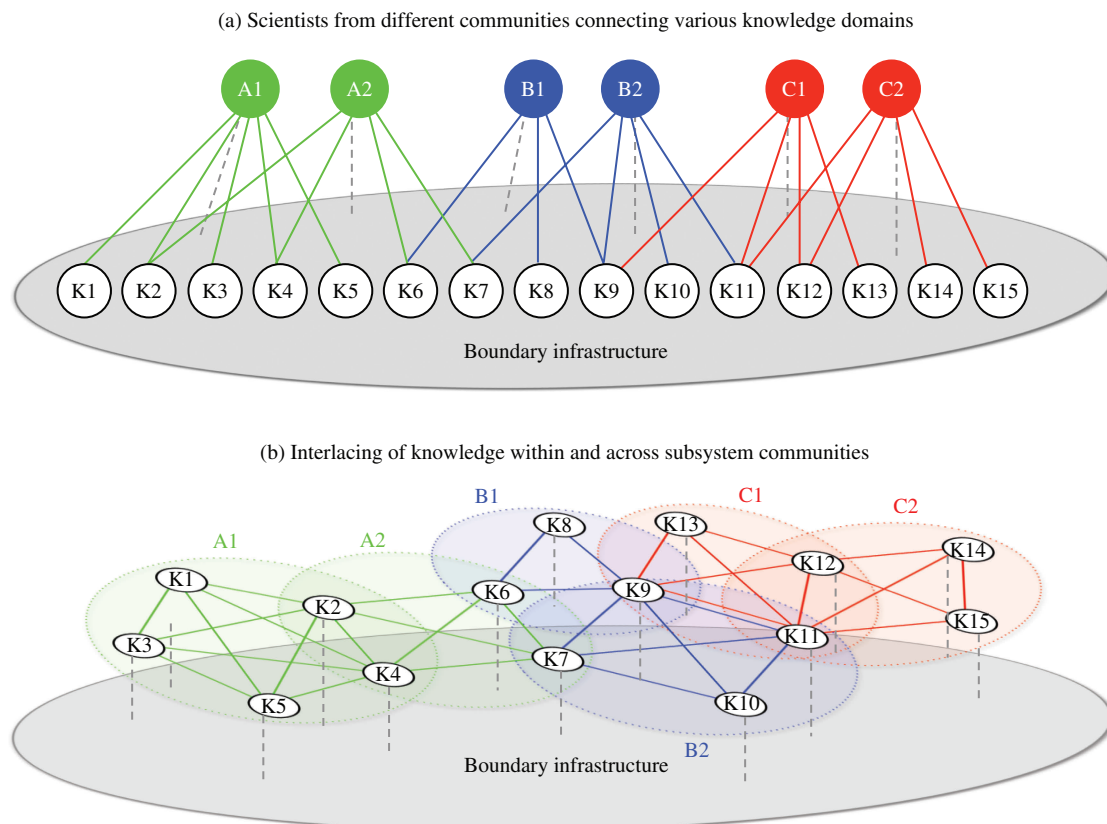 (a) Scientists from different communities connecting various knowledge domains
A1 A2 B1 B2 C1 C2
K1 K2 K3 K4 K5 K6 K7 K8 K9 K10 K11 K12 K13 K14 K15
Boundary infrastructure
(b) Interlacing of knowledge within and across subsystem communities
B1 C1 C2
A1 A2
K8 K13
K14
K12
K1
K6 K9
K2
K15
K11
K3
K7
K4
K5 K10
B2
Boundary infrastructure